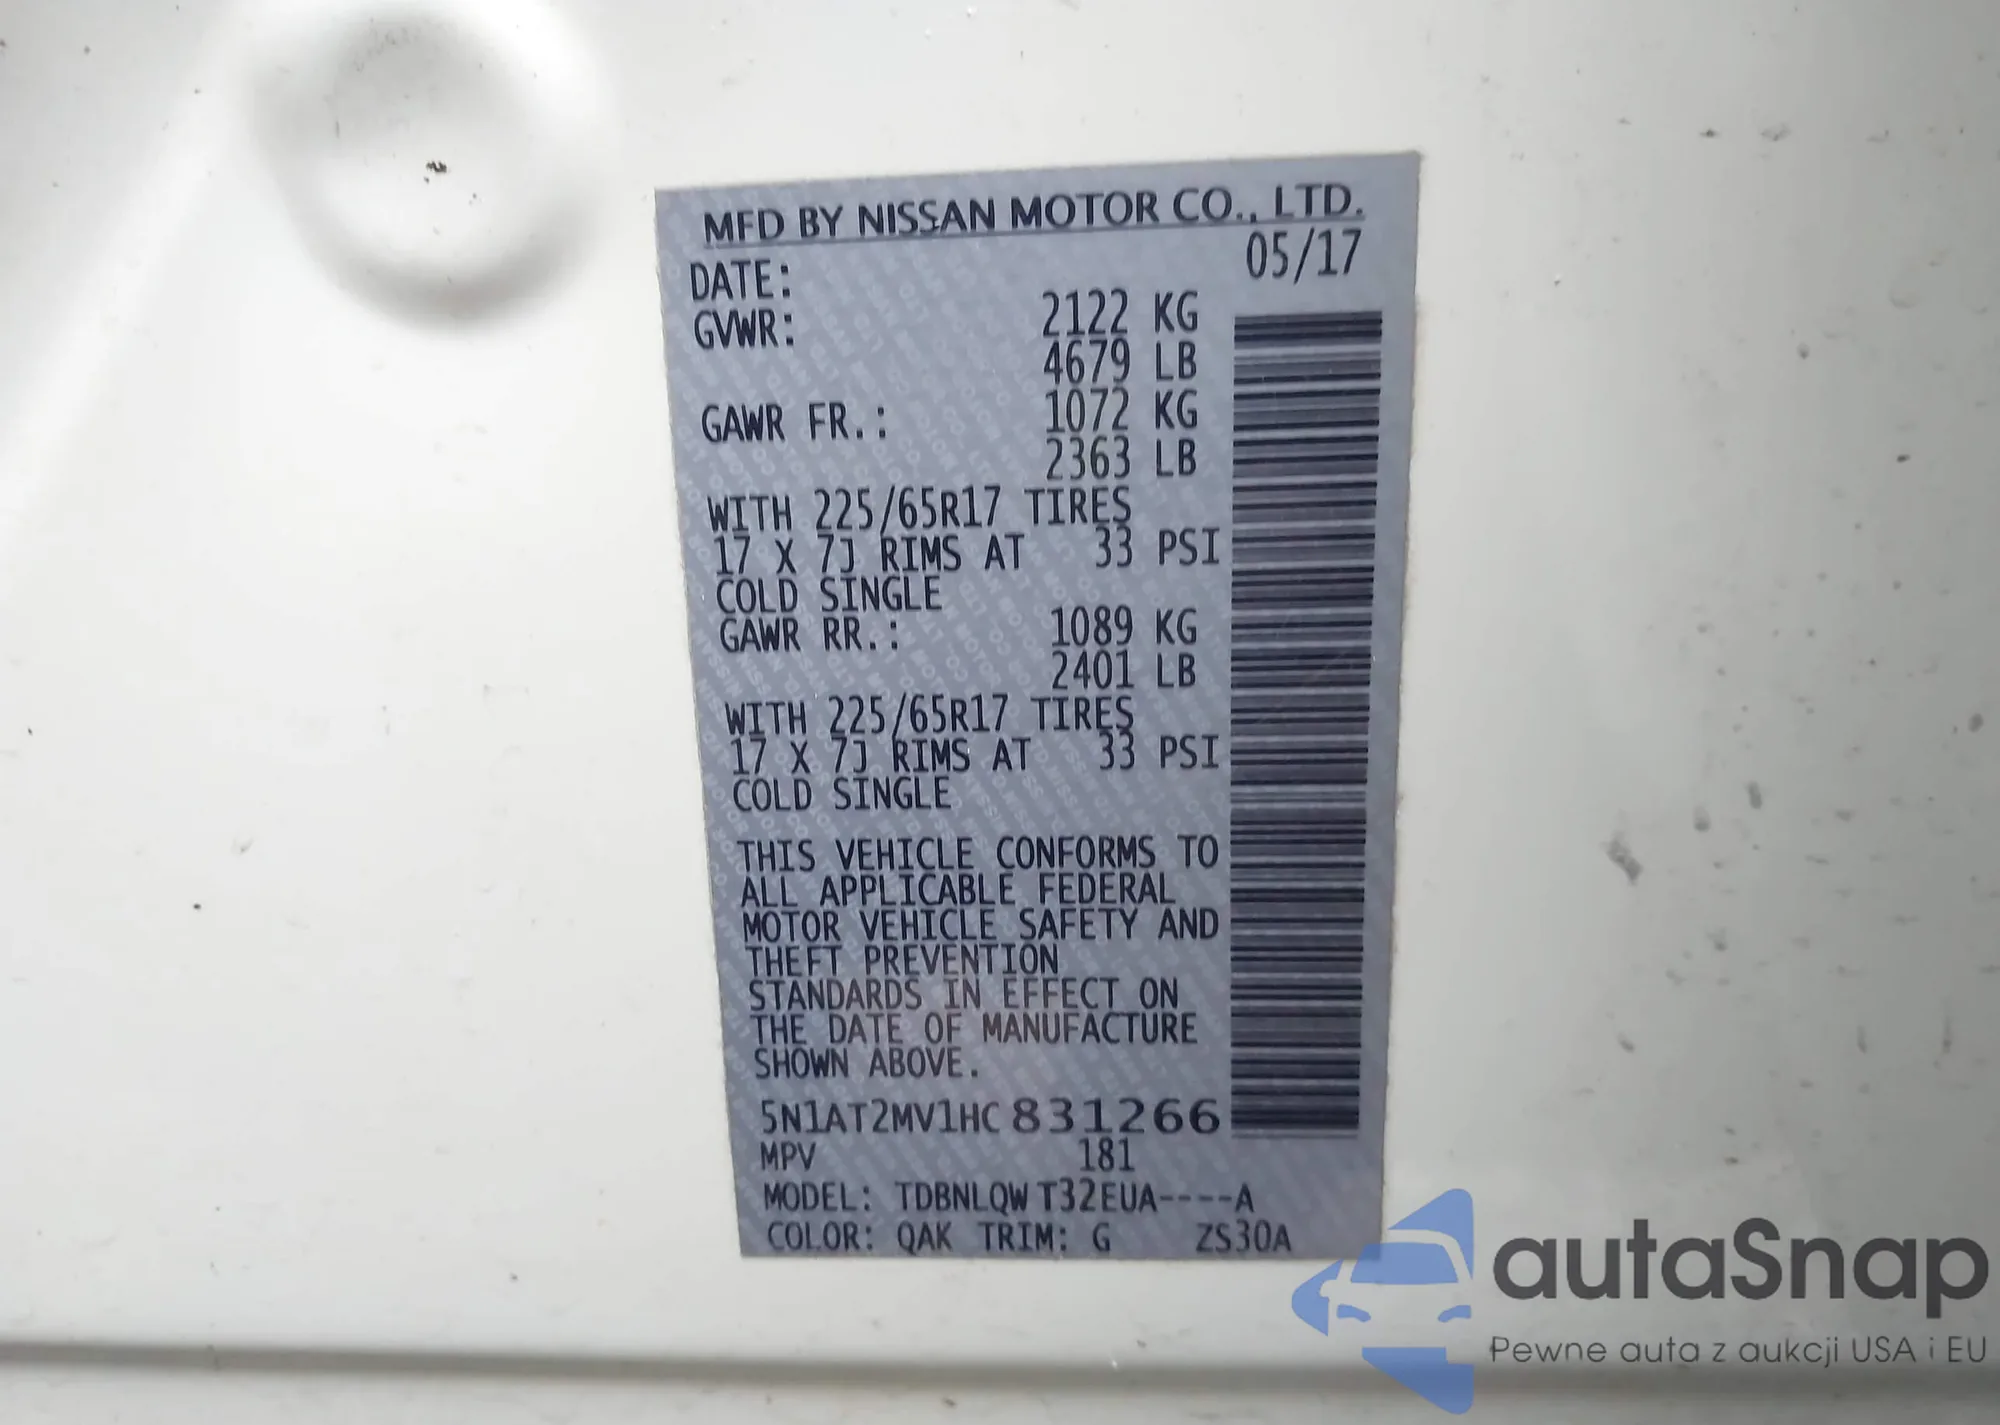 MFD BY NISSAN MOTOR CO., LTD.
DATE: 05/17
GVWR: 2122 KG
4679 LB
GAWR FR.: 1072 KG
2363 LB
WITH 225/65R17 TIRES
17 X 7J RIMS AT 33 PSI
COLD SINGLE
GAWR RR.: 1089 KG
2401 LB
WITH 225/65R17 TIRES
17 X 7J RIMS AT 33 PSI
COLD SINGLE
THIS VEHICLE CONFORMS TO
ALL APPLICABLE FEDERAL
MOTOR VEHICLE SAFETY AND
THEFT PREVENTION
STANDARDS IN EFFECT ON
THE DATE OF MANUFACTURE
SHOWN ABOVE.
5N1AT2MV1HC831266
MPV 181
MODEL: TDBNLQW T32EUA----A
COLOR: QAK TRIM: G ZS30A
autaSnap
Pewne auta z aukcji USA i EU